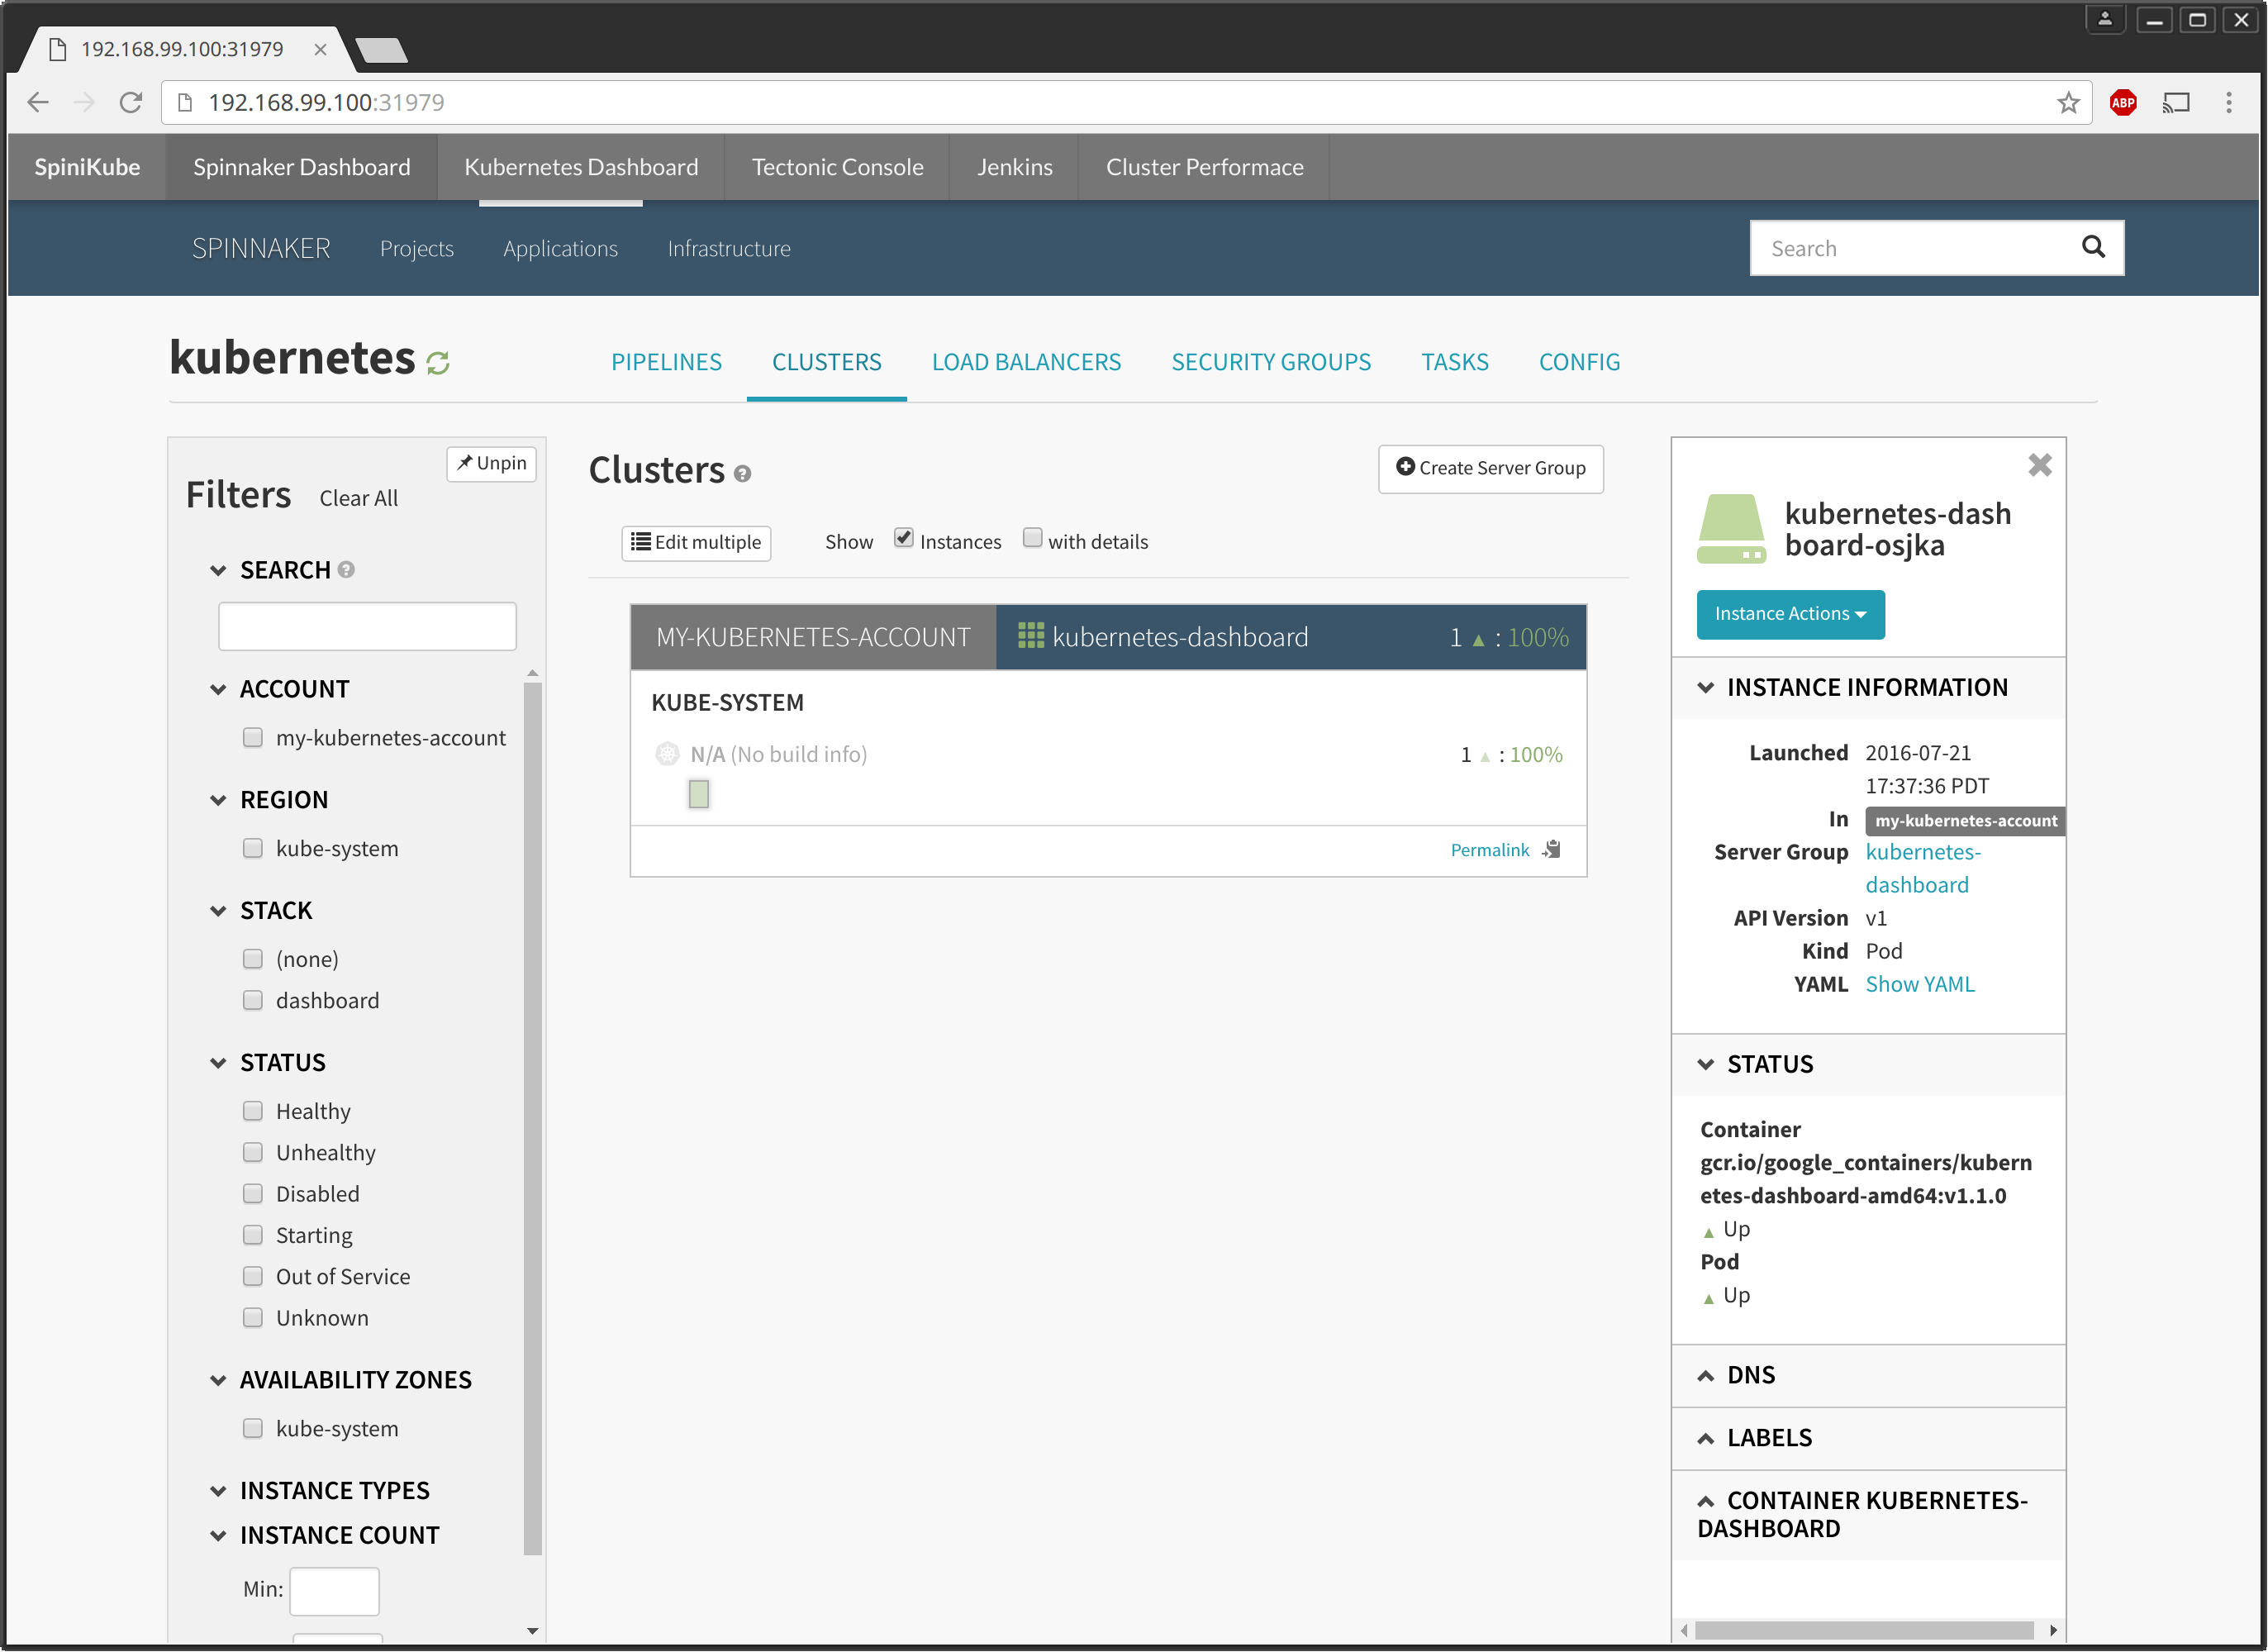 192.168.99.100:31979
192.168.99.100:31979
ABP
SpiniKube Spinnaker Dashboard Kubernetes Dashboard Tectonic Console Jenkins Cluster Performace
SPINNAKER Projects Applications Infrastructure Search
kubernetes PIPELINES CLUSTERS LOAD BALANCERS SECURITY GROUPS TASKS CONFIG
Unpin
Filters Clear All
SEARCH ?
ACCOUNT
my-kubernetes-account
REGION
kube-system
STACK
(none)
dashboard
STATUS
Healthy
Unhealthy
Disabled
Starting
Out of Service
Unknown
AVAILABILITY ZONES
kube-system
INSTANCE TYPES
INSTANCE COUNT
Min:
Clusters ? Create Server Group
Edit multiple Show Instances with details
MY-KUBERNETES-ACCOUNT kubernetes-dashboard 1 ▲ : 100%
KUBE-SYSTEM
N/A (No build info) 1 ▲ : 100%
Permalink
kubernetes-dash
board-osjka
Instance Actions
INSTANCE INFORMATION
Launched 2016-07-21
17:37:36 PDT
In my-kubernetes-account
Server Group kubernetes-
dashboard
API Version v1
Kind Pod
YAML Show YAML
STATUS
Container
gcr.io/google_containers/kubern
etes-dashboard-amd64:v1.1.0
▲ Up
Pod
▲ Up
DNS
LABELS
CONTAINER KUBERNETES-
DASHBOARD